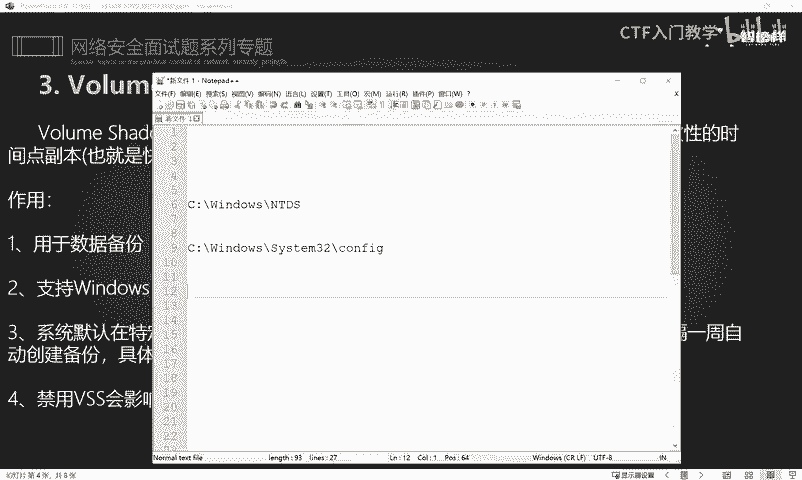 网络安全面试题系列专题
CTF入门教学
3. Volume
Volume Shado
性的时
间点副本(也就是快
作用：
1、用于数据备份
2、支持Windows
3、系统默认在特定
隔一周自
动创建备份，具体
4、禁用VSS会影响
*新文件 1 - Notepad++
文件(F) 编辑(E) 搜索(S) 视图(V) 编码(N) 语言(L) 设置(T) 工具(O) 宏(M) 运行(R) 插件(P) 窗口(W) ? X
新文件 1
1
2
3
4
5
6 C:\Windows\NTDS
7
8
9 C:\Windows\System32\config
10
11
12
13
14
15
16
17
18
19
20
21
22
Normal text file length : 93 lines : 27 Ln : 12 Col : 1 Pos : 64 Windows (CR LF) UTF-8 IN
幻灯片 第 4 张，共 8 张
显示器设置